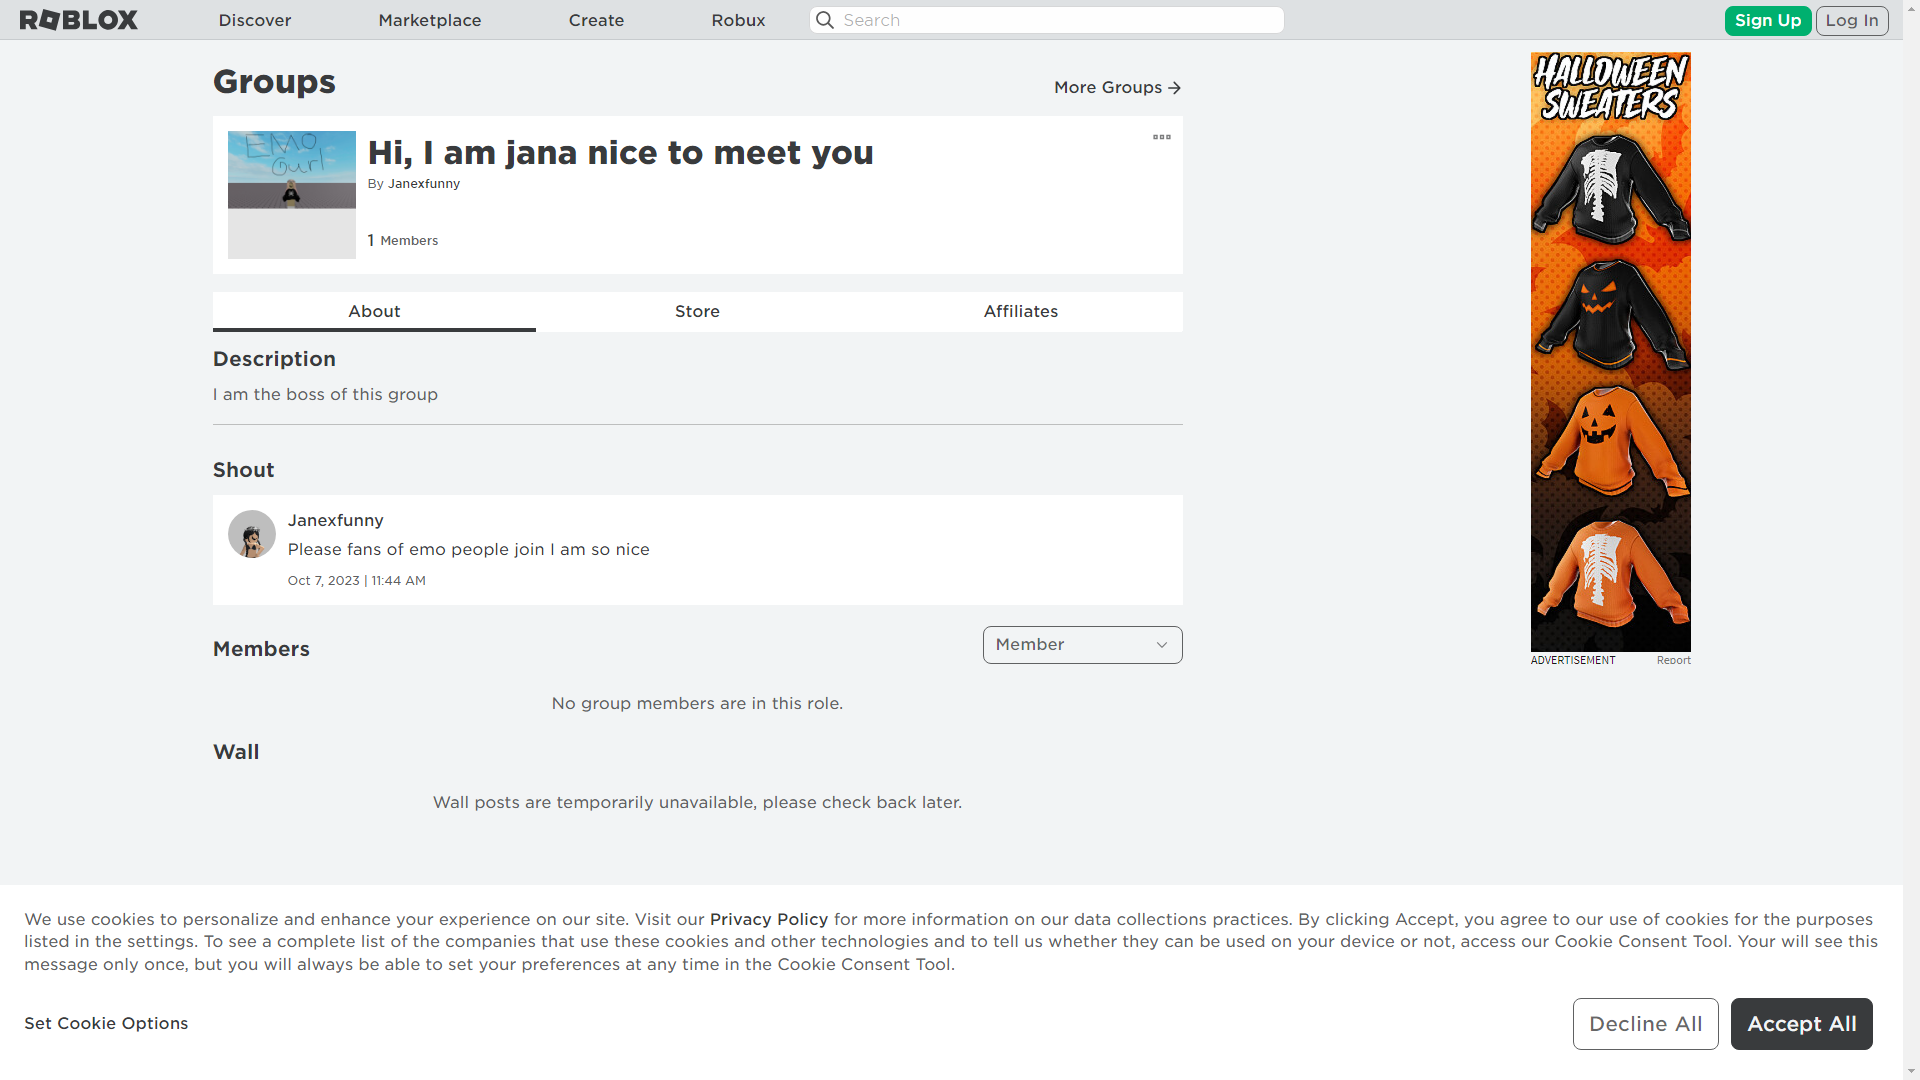 ROBLOX
Discover
Marketplace
Create
Robux
Search
Sign Up
Log In
Groups
More Groups
EMO
Gurl
Hi, I am jana nice to meet you
By Janexfunny
1 Members
About
Store
Affiliates
Description
I am the boss of this group
Shout
Janexfunny
Please fans of emo people join I am so nice
Oct 7, 2023 | 11:44 AM
Members
Member
No group members are in this role.
Wall
Wall posts are temporarily unavailable, please check back later.
HALLOWEEN
SWEATERS
ADVERTISEMENT
Report
We use cookies to personalize and enhance your experience on our site. Visit our Privacy Policy for more information on our data collections practices. By clicking Accept, you agree to our use of cookies for the purposes
listed in the settings. To see a complete list of the companies that use these cookies and other technologies and to tell us whether they can be used on your device or not, access our Cookie Consent Tool. Your will see this
message only once, but you will always be able to set your preferences at any time in the Cookie Consent Tool.
Set Cookie Options
Decline All
Accept All